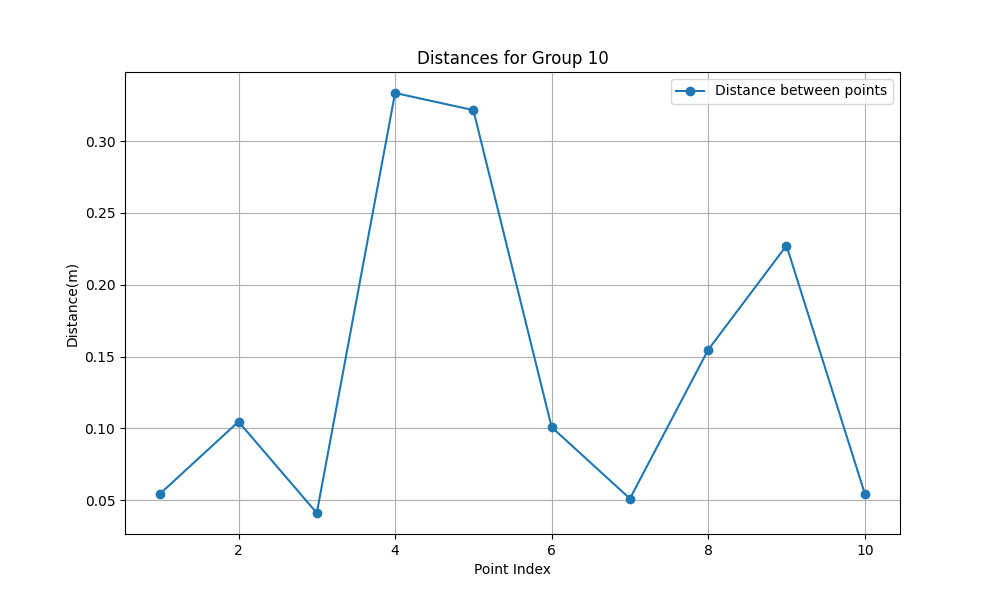 Distances for Group 10
Distance between points
0.30
0.25
0.20
0.15
0.10
0.05
Distance(m)
2 4 6 8 10
Point Index